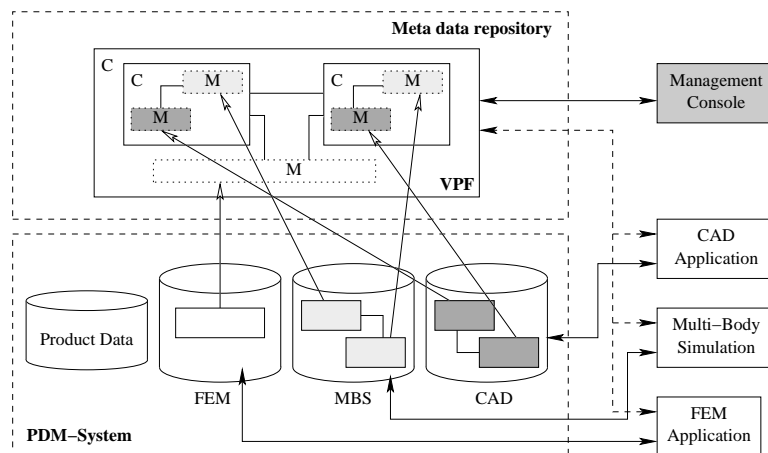 Meta data repository
C
C
M
M
C
M
M
M
VPF
Management
Console
CAD
Application
Product Data
Multi−Body
Simulation
FEM
MBS
CAD
FEM
Application
PDM−System